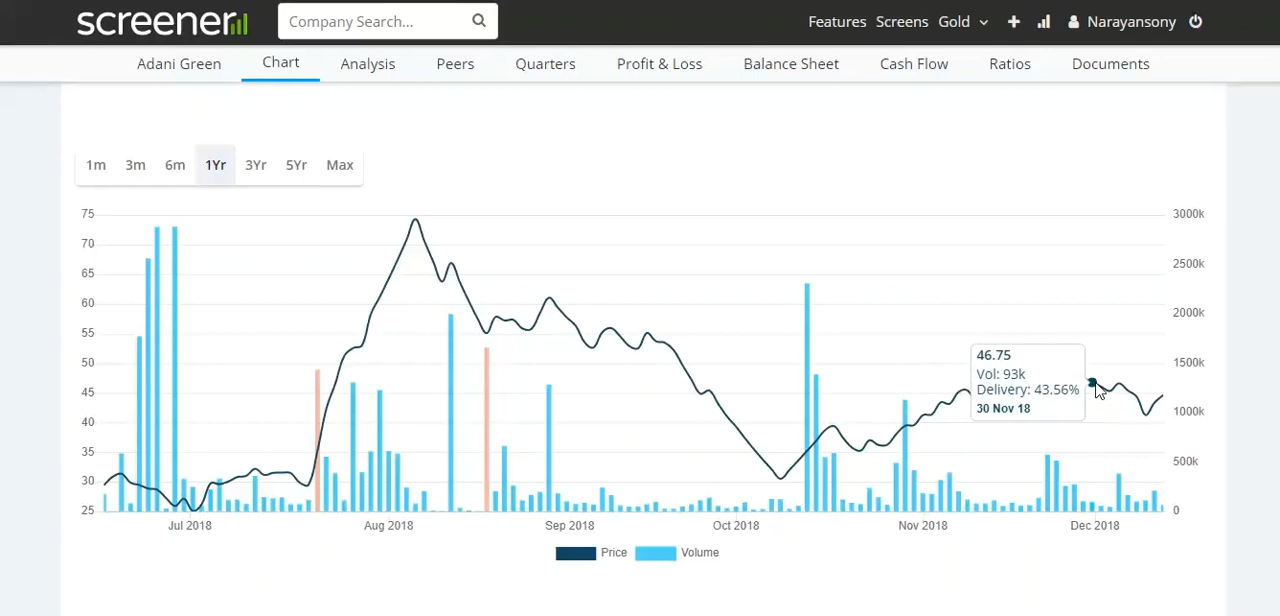 screener Company Search... Features Screens Gold Narayansony
Adani Green Chart Analysis Peers Quarters Profit & Loss Balance Sheet Cash Flow Ratios Documents
1m 3m 6m 1Yr 3Yr 5Yr Max
75 3000k
70
65 2500k
60 2000k
55
50 1500k
45
40 1000k
35 500k
30
25 0
46.75
Vol: 93k
Delivery: 43.56%
30 Nov 18
Jul 2018 Aug 2018 Sep 2018 Oct 2018 Nov 2018 Dec 2018
Price Volume